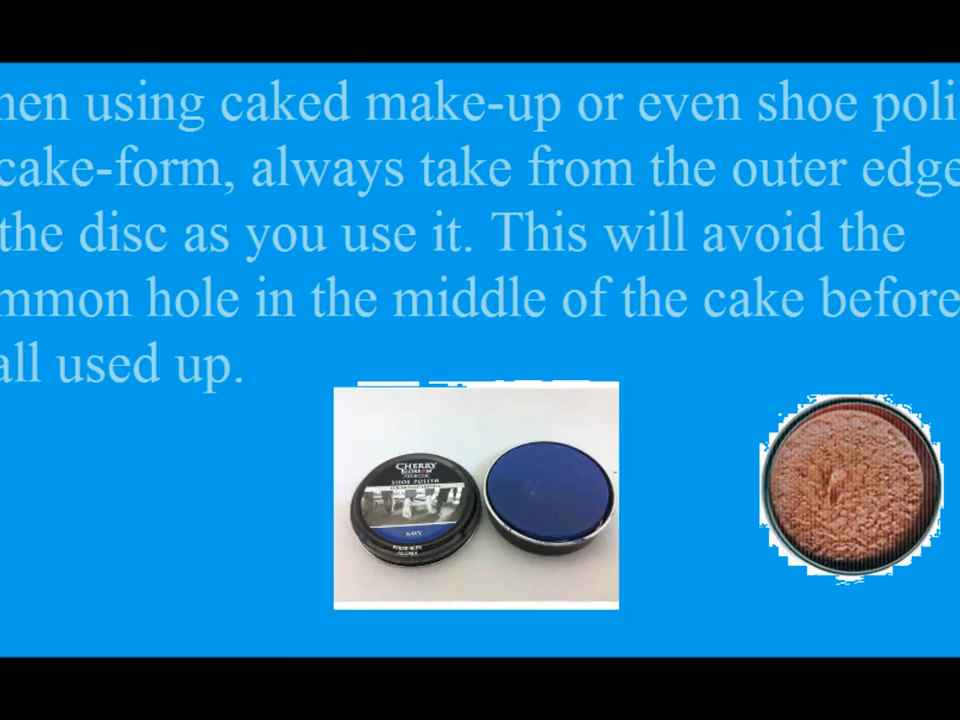 hen using caked make-up or even shoe poli
cake-form, always take from the outer edge
the disc as you use it. This will avoid the
mmon hole in the middle of the cake before
all used up.
CHERRY
BLOSSOM
SHOE POLISH
NAVY